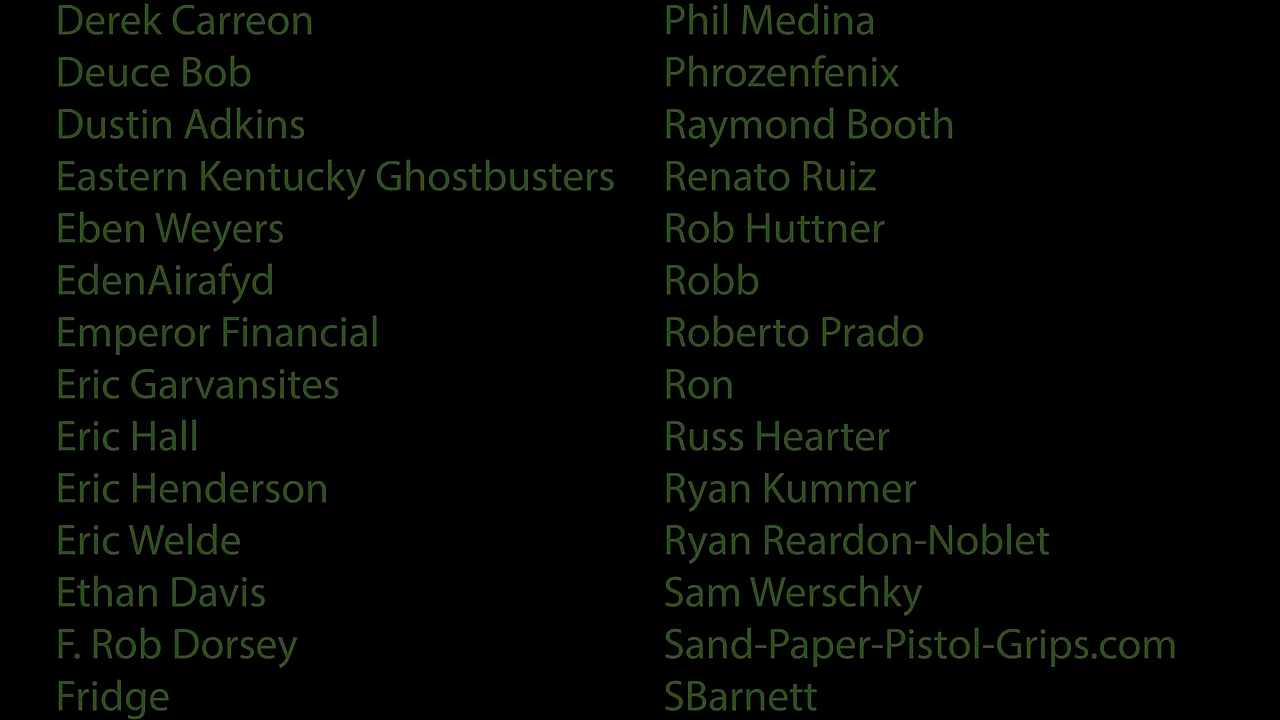 Derek Carreon
Deuce Bob
Dustin Adkins
Eastern Kentucky Ghostbusters
Eben Weyers
EdenAirafyd
Emperor Financial
Eric Garvansites
Eric Hall
Eric Henderson
Eric Welde
Ethan Davis
F. Rob Dorsey
Fridge
Phil Medina
Phrozenfenix
Raymond Booth
Renato Ruiz
Rob Huttner
Robb
Roberto Prado
Ron
Russ Hearter
Ryan Kummer
Ryan Reardon-Noblet
Sam Werschky
Sand-Paper-Pistol-Grips.com
SBarnett